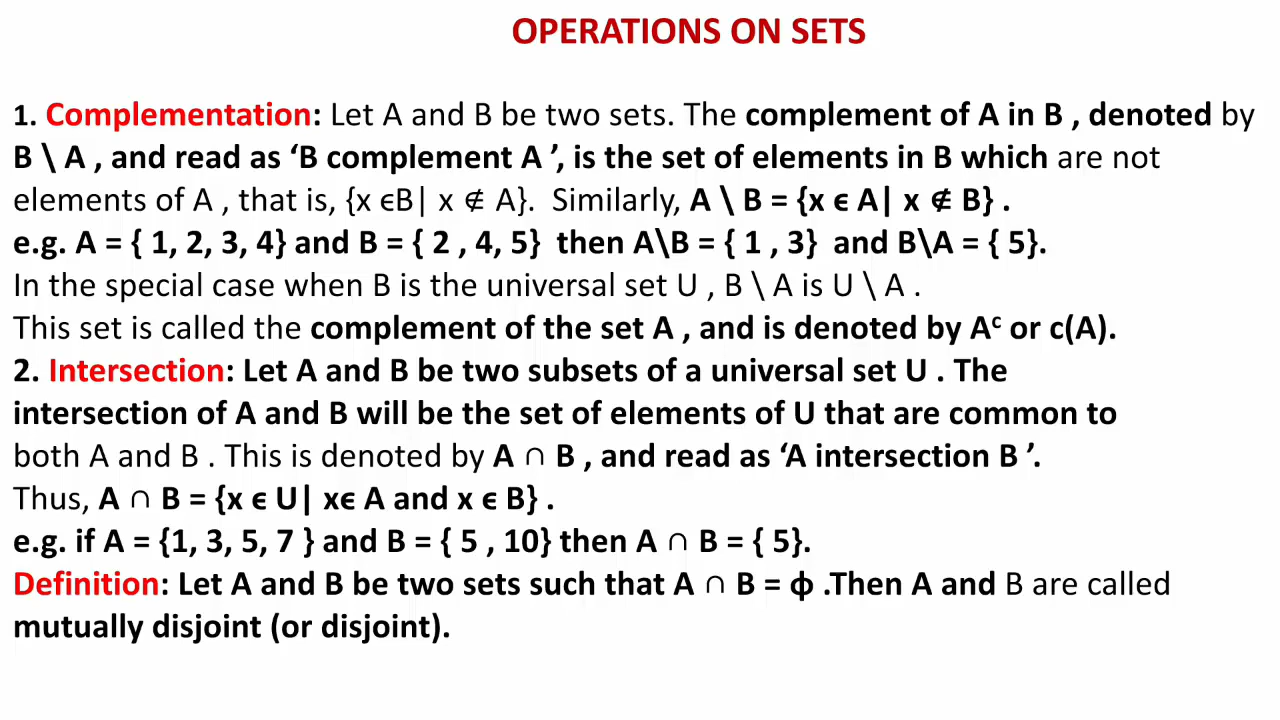 OPERATIONS ON SETS
1. Complementation: Let A and B be two sets. The complement of A in B , denoted by
B \ A , and read as ‘B complement A ’, is the set of elements in B which are not
elements of A , that is, {x ϵB| x ∉ A}. Similarly, A \ B = {x ϵ A| x ∉ B} .
e.g. A = { 1, 2, 3, 4} and B = { 2 , 4, 5} then A\B = { 1 , 3} and B\A = { 5}.
In the special case when B is the universal set U , B \ A is U \ A .
This set is called the complement of the set A , and is denoted by Aᶜ or c(A).
2. Intersection: Let A and B be two subsets of a universal set U . The
intersection of A and B will be the set of elements of U that are common to
both A and B . This is denoted by A ∩ B , and read as ‘A intersection B ’.
Thus, A ∩ B = {x ϵ U| xϵ A and x ϵ B} .
e.g. if A = {1, 3, 5, 7 } and B = { 5 , 10} then A ∩ B = { 5}.
Definition: Let A and B be two sets such that A ∩ B = ф .Then A and B are called
mutually disjoint (or disjoint).